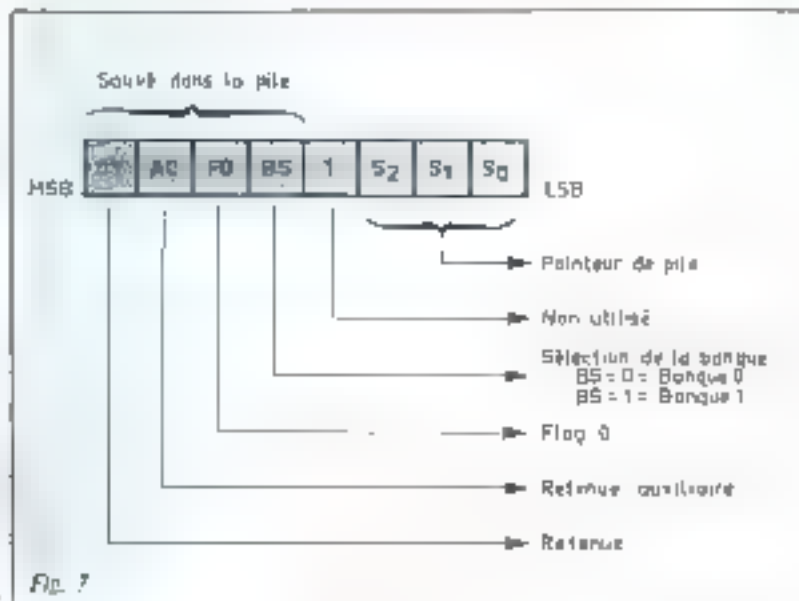 Sauvé dans la pile
MSB AC F0 BS 1 S2 S1 S0 LSB
Pointeur de pile
Non utilisé
Sélection de la banque
BS = 0 = Banque 0
BS = 1 = Banque 1
Flag 0
Retenue auxiliaire
Retenue
Fig. 7